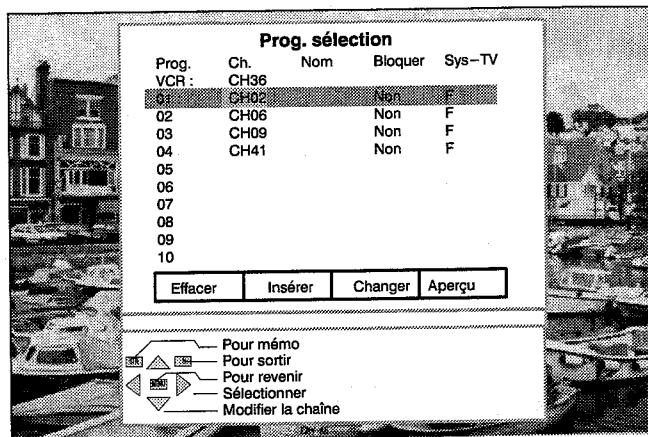 Prog. sélection
Prog. Ch. Nom Bloquer Sys-TV
VCR : CH36
01 CH02 Non F
02 CH06 Non F
03 CH09 Non F
04 CH41 Non F
05
06
07
08
09
10
Effacer Insérer Changer Aperçu
Pour mémo
Pour sortir
MENU Pour revenir
Sélectionner
Modifier la chaîne